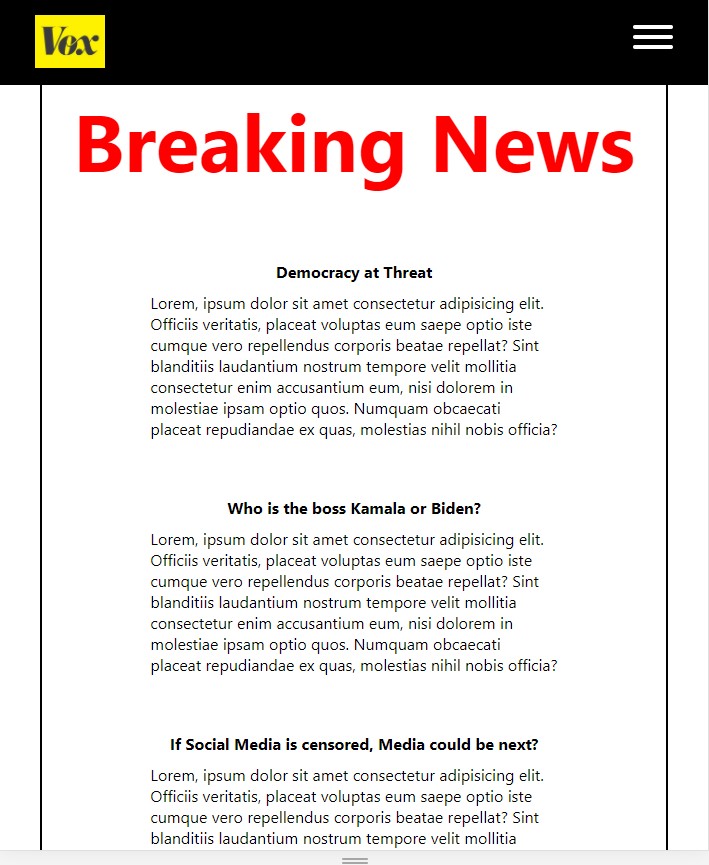 Vox
Breaking News
Democracy at Threat
Lorem, ipsum dolor sit amet consectetur adipisicing elit.
Officiis veritatis, placeat voluptas eum saepe optio iste
cumque vero repellendus corporis beatae repellat? Sint
blanditiis laudantium nostrum tempore velit mollitia
consectetur enim accusantium eum, nisi dolorem in
molestiae ipsam optio quos. Numquam obcaecati
placeat repudiandae ex quas, molestias nihil nobis officia?
Who is the boss Kamala or Biden?
Lorem, ipsum dolor sit amet consectetur adipisicing elit.
Officiis veritatis, placeat voluptas eum saepe optio iste
cumque vero repellendus corporis beatae repellat? Sint
blanditiis laudantium nostrum tempore velit mollitia
consectetur enim accusantium eum, nisi dolorem in
molestiae ipsam optio quos. Numquam obcaecati
placeat repudiandae ex quas, molestias nihil nobis officia?
If Social Media is censored, Media could be next?
Lorem, ipsum dolor sit amet consectetur adipisicing elit.
Officiis veritatis, placeat voluptas eum saepe optio iste
cumque vero repellendus corporis beatae repellat? Sint
blanditiis laudantium nostrum tempore velit mollitia